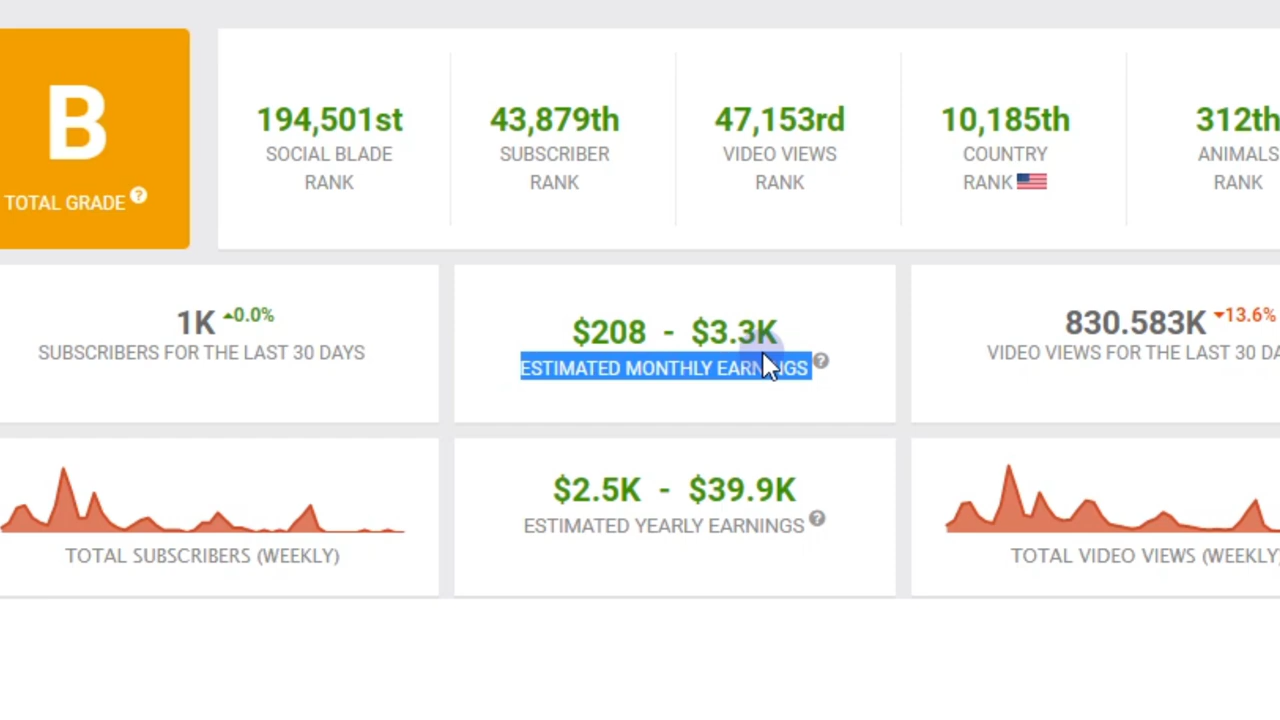 B
TOTAL GRADE ?
194,501st
SOCIAL BLADE
RANK
43,879th
SUBSCRIBER
RANK
47,153rd
VIDEO VIEWS
RANK
10,185th
COUNTRY
RANK
312th
ANIMALS
RANK
1K 0.0%
SUBSCRIBERS FOR THE LAST 30 DAYS
$208 - $3.3K
ESTIMATED MONTHLY EARNINGS ?
830.583K 13.6%
VIDEO VIEWS FOR THE LAST 30 DA
TOTAL SUBSCRIBERS (WEEKLY)
$2.5K - $39.9K
ESTIMATED YEARLY EARNINGS ?
TOTAL VIDEO VIEWS (WEEKLY)